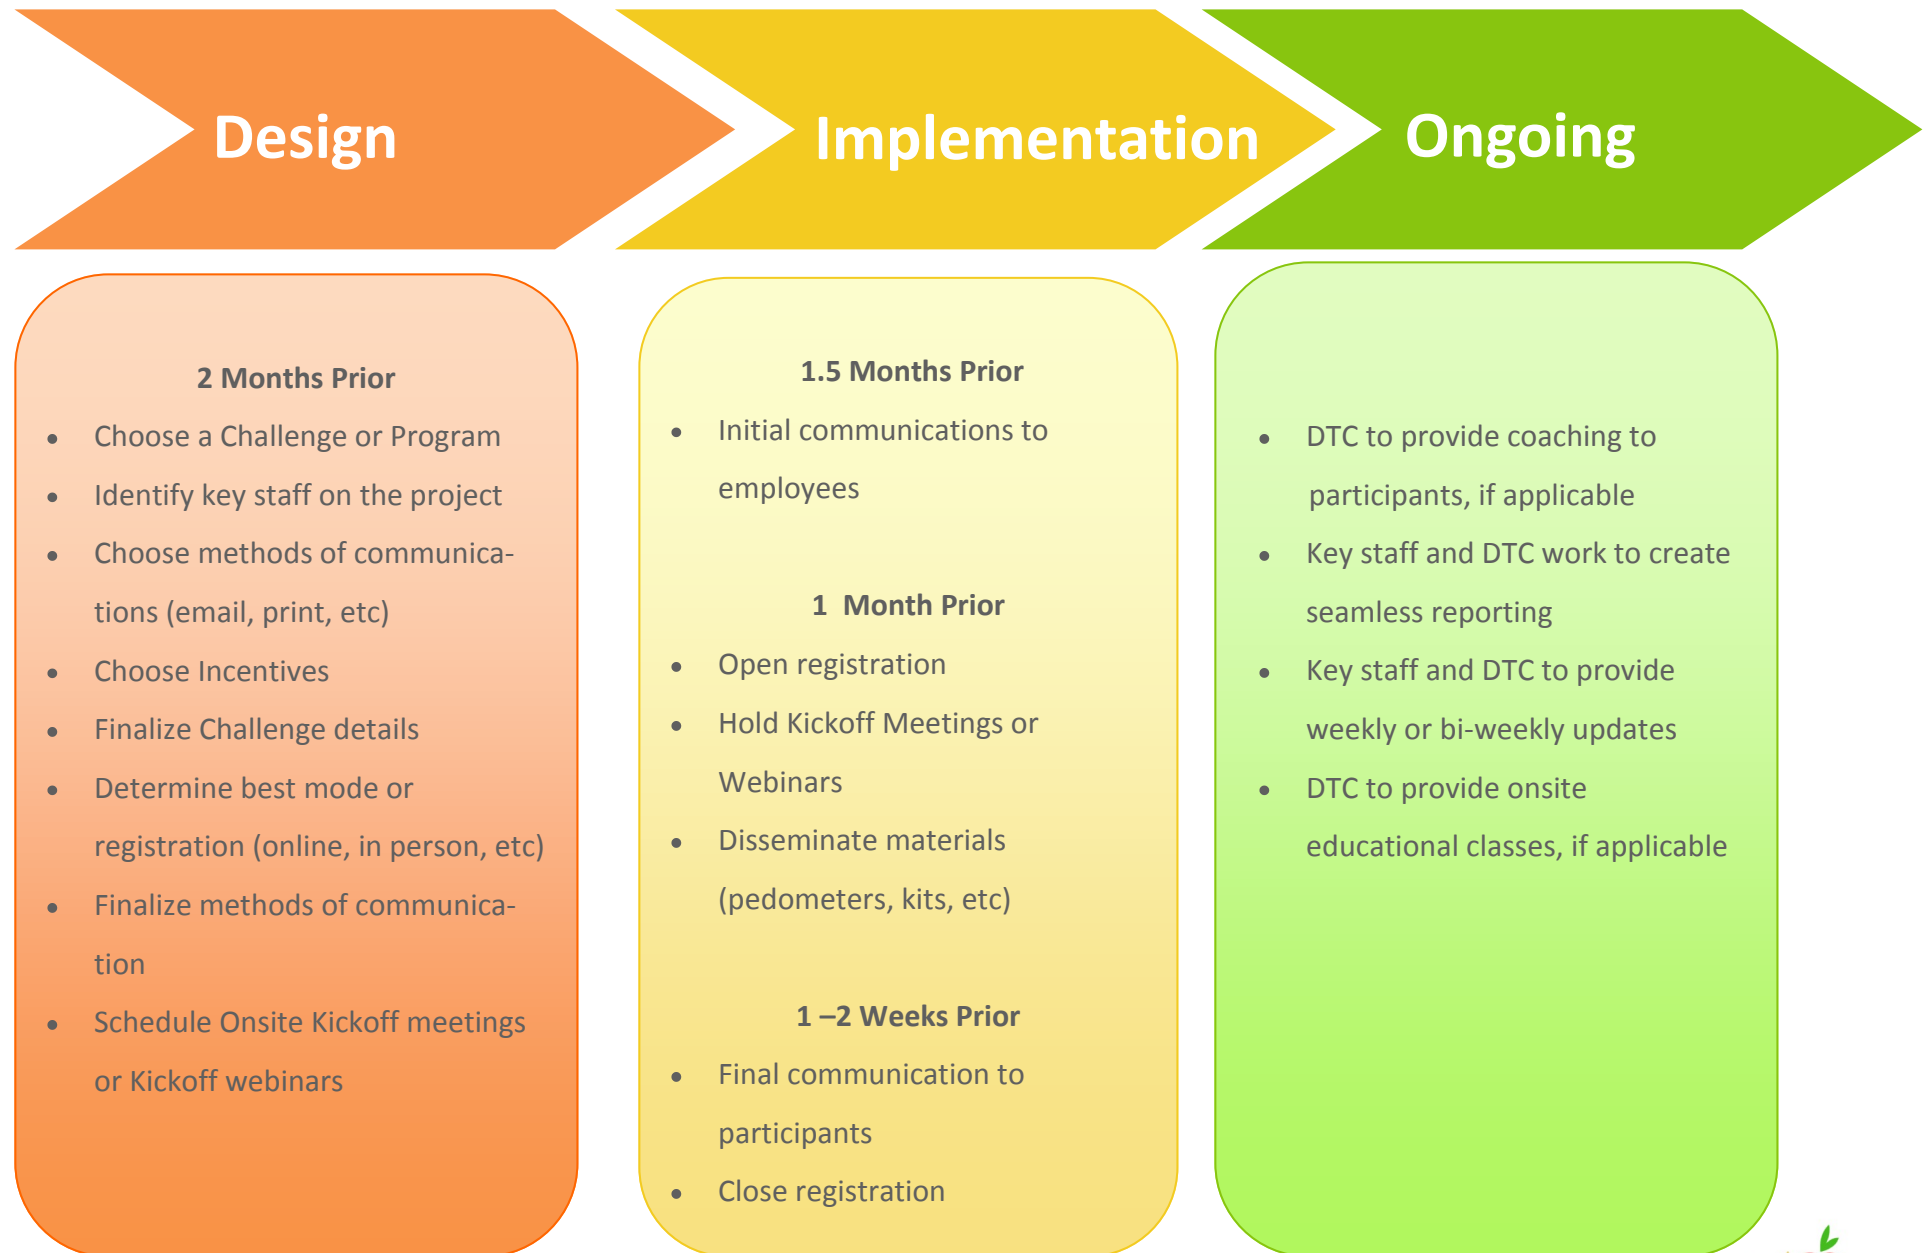 Design
Implementation
Ongoing
2 Months Prior
• Choose a Challenge or Program
• Identify key staff on the project
• Choose methods of communica-
tions (email, print, etc)
• Choose Incentives
• Finalize Challenge details
• Determine best mode or
registration (online, in person, etc)
• Finalize methods of communica-
tion
• Schedule Onsite Kickoff meetings
or Kickoff webinars
1.5 Months Prior
• Initial communications to
employees
1 Month Prior
• Open registration
• Hold Kickoff Meetings or
Webinars
• Disseminate materials
(pedometers, kits, etc)
1 –2 Weeks Prior
• Final communication to
participants
• Close registration
• DTC to provide coaching to
participants, if applicable
• Key staff and DTC work to create
seamless reporting
• Key staff and DTC to provide
weekly or bi-weekly updates
• DTC to provide onsite
educational classes, if applicable